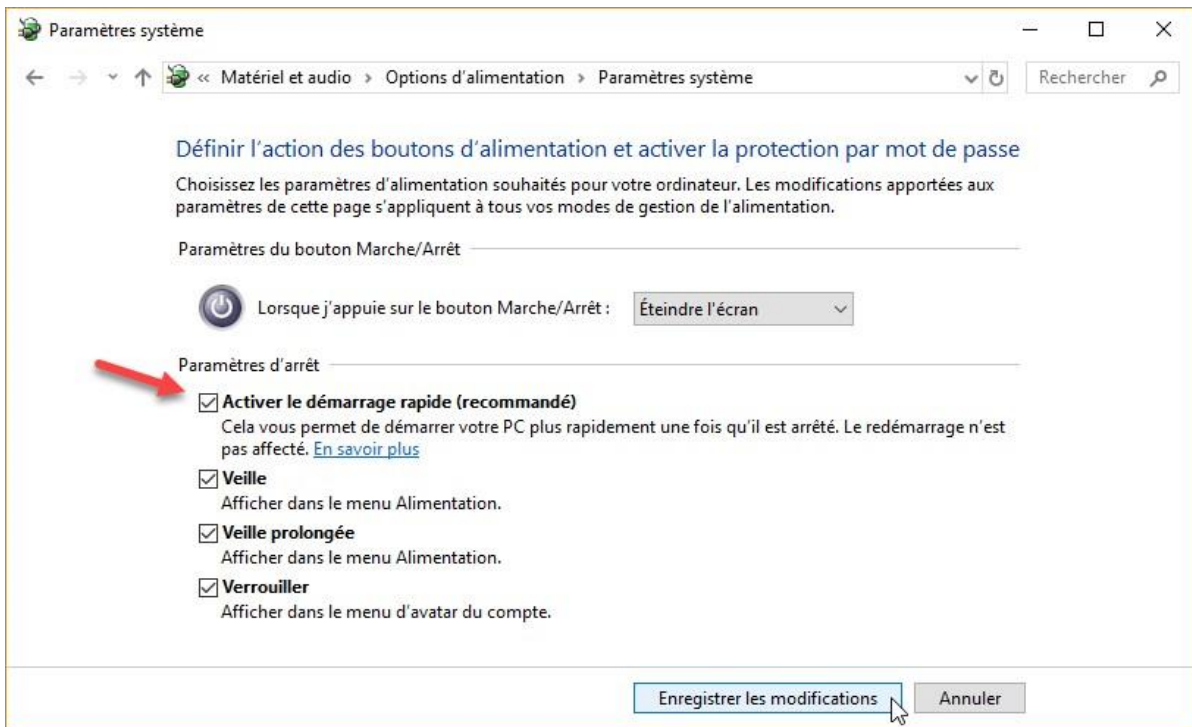 Paramètres système
« Matériel et audio > Options d'alimentation > Paramètres système
Rechercher
Définir l'action des boutons d'alimentation et activer la protection par mot de passe
Choisissez les paramètres d'alimentation souhaités pour votre ordinateur. Les modifications apportées aux
paramètres de cette page s'appliquent à tous vos modes de gestion de l'alimentation.
Paramètres du bouton Marche/Arrêt
Lorsque j'appuie sur le bouton Marche/Arrêt :
Éteindre l'écran
Paramètres d'arrêt
Activer le démarrage rapide (recommandé)
Cela vous permet de démarrer votre PC plus rapidement une fois qu'il est arrêté. Le redémarrage n'est
pas affecté. En savoir plus
Veille
Afficher dans le menu Alimentation.
Veille prolongée
Afficher dans le menu Alimentation.
Verrouiller
Afficher dans le menu d'avatar du compte.
Enregistrer les modifications
Annuler